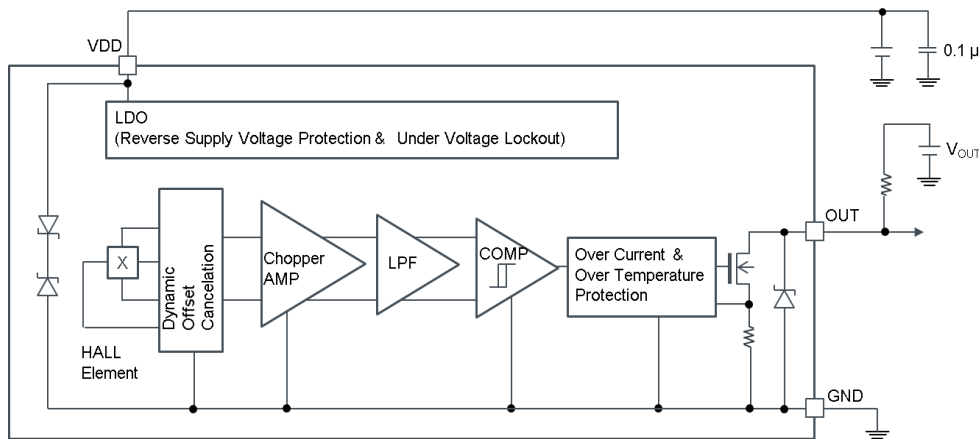 VDD
0.1 µ
LDO
(Reverse Supply Voltage Protection & Under Voltage Lockout)
VOUT
OUT
X
Dynamic
Offset
Cancelation
Chopper
AMP
LPF
COMP
Over Current &
Over Temperature
Protection
HALL
Element
GND